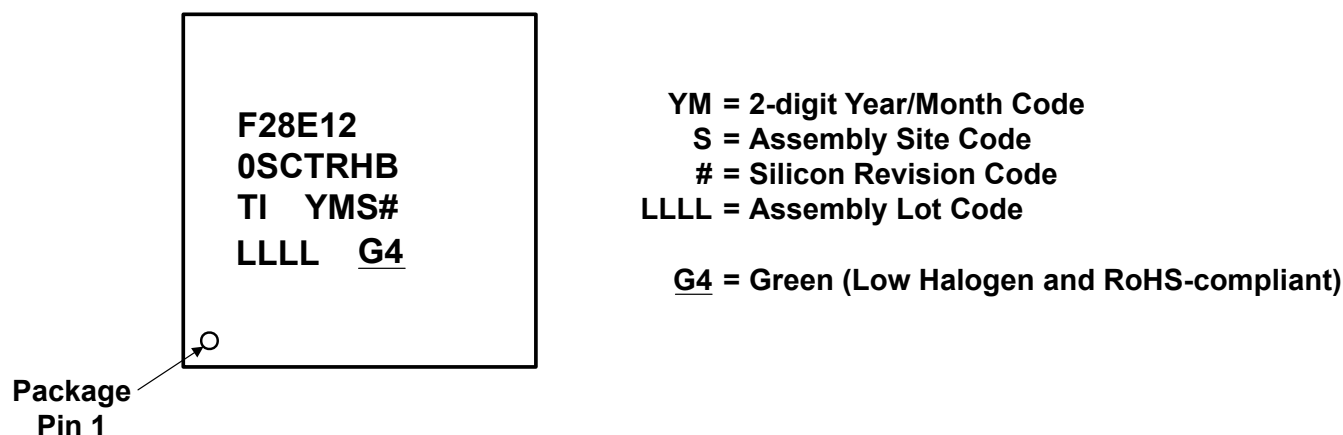 F28E12
0SCTRHB
TI YMS#
LLLL G4
Package
Pin 1
YM = 2-digit Year/Month Code
S = Assembly Site Code
# = Silicon Revision Code
LLLL = Assembly Lot Code
G4 = Green (Low Halogen and RoHS-compliant)